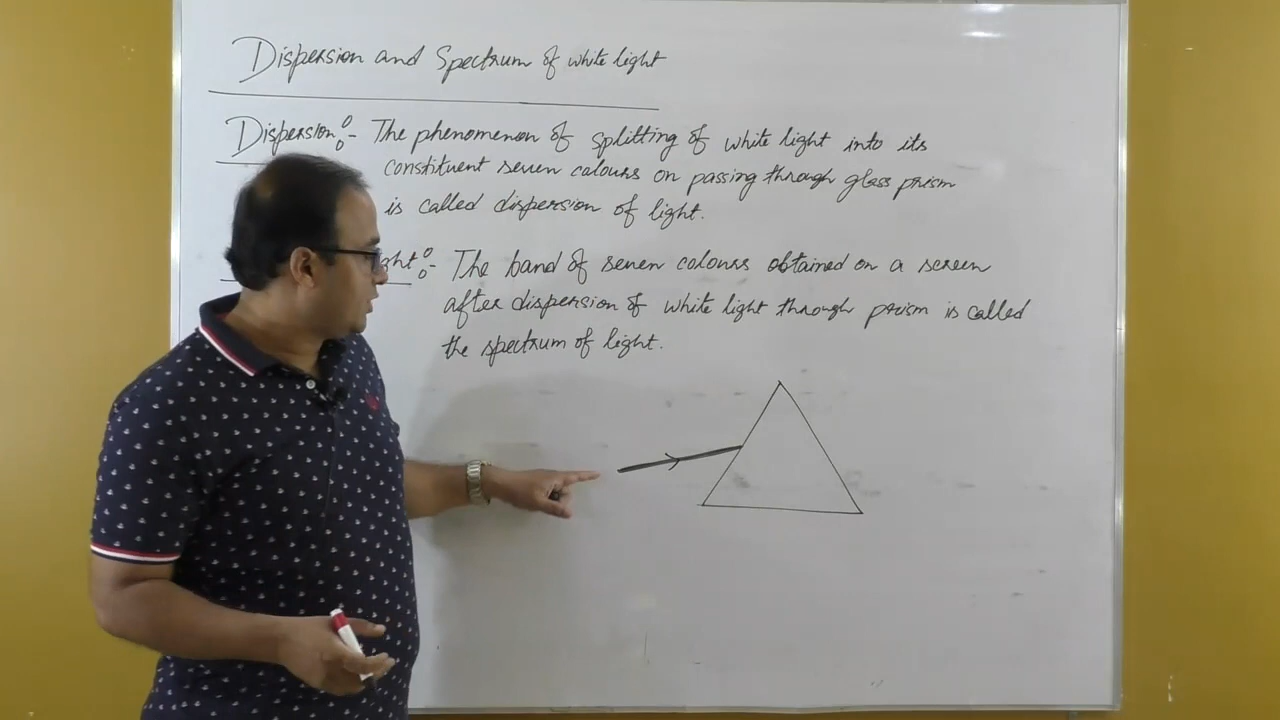 Dispersion and Spectrum of white light
Dispersion:- The phenomenon of splitting of white light into its
constituent seven colours on passing through glass prism
is called dispersion of light.
ght:- The band of seven colours obtained on a screen
after dispersion of white light through prism is called
the spectrum of light.